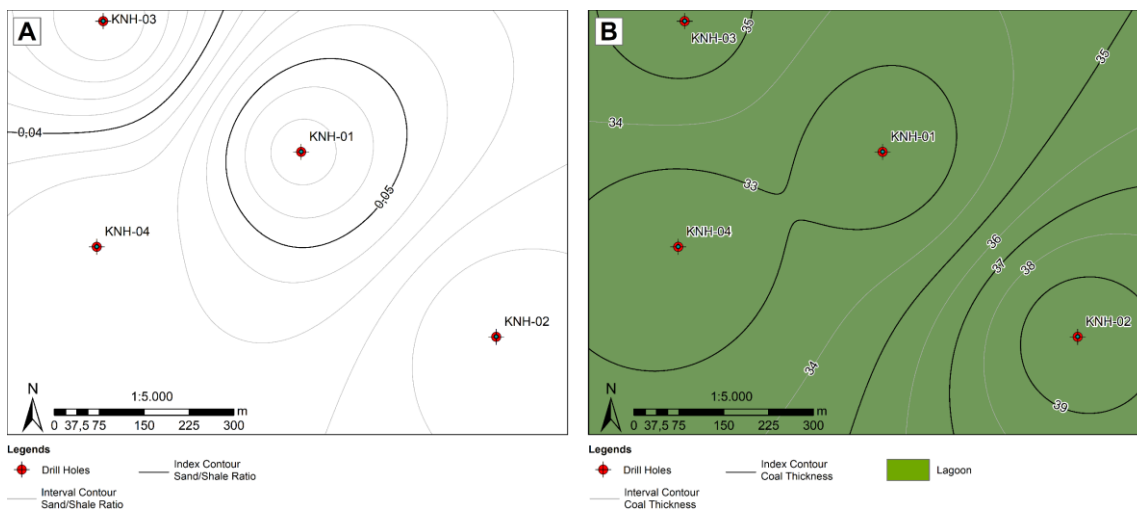 A
KNH-03
0,04
KNH-01
0,05
KNH-04
KNH-02
N
1:5.000
m
0 37,5 75 150 225 300
Legends
Drill Holes
Index Contour
Sand/Shale Ratio
Interval Contour
Sand/Shale Ratio
B
KNH-03
35
35
34
KNH-01
33
KNH-04
36
37
38
KNH-02
34
39
N
1:5.000
m
0 37,5 75 150 225 300
Legends
Drill Holes
Index Contour
Coal Thickness
Lagoon
Interval Contour
Coal Thickness